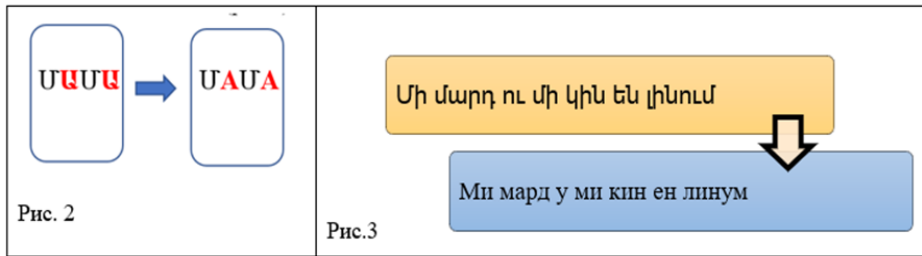 ՄԱՄԱ
ՄAՄA
Рис. 2
Մի մարդ ու մի կին են լինում
Ми мард у ми кин ен линум
Рис.3